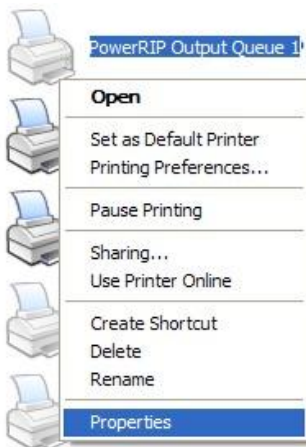 PowerRIP Output Queue 1
Open
Set as Default Printer
Printing Preferences...
Pause Printing
Sharing...
Use Printer Online
Create Shortcut
Delete
Rename
Properties